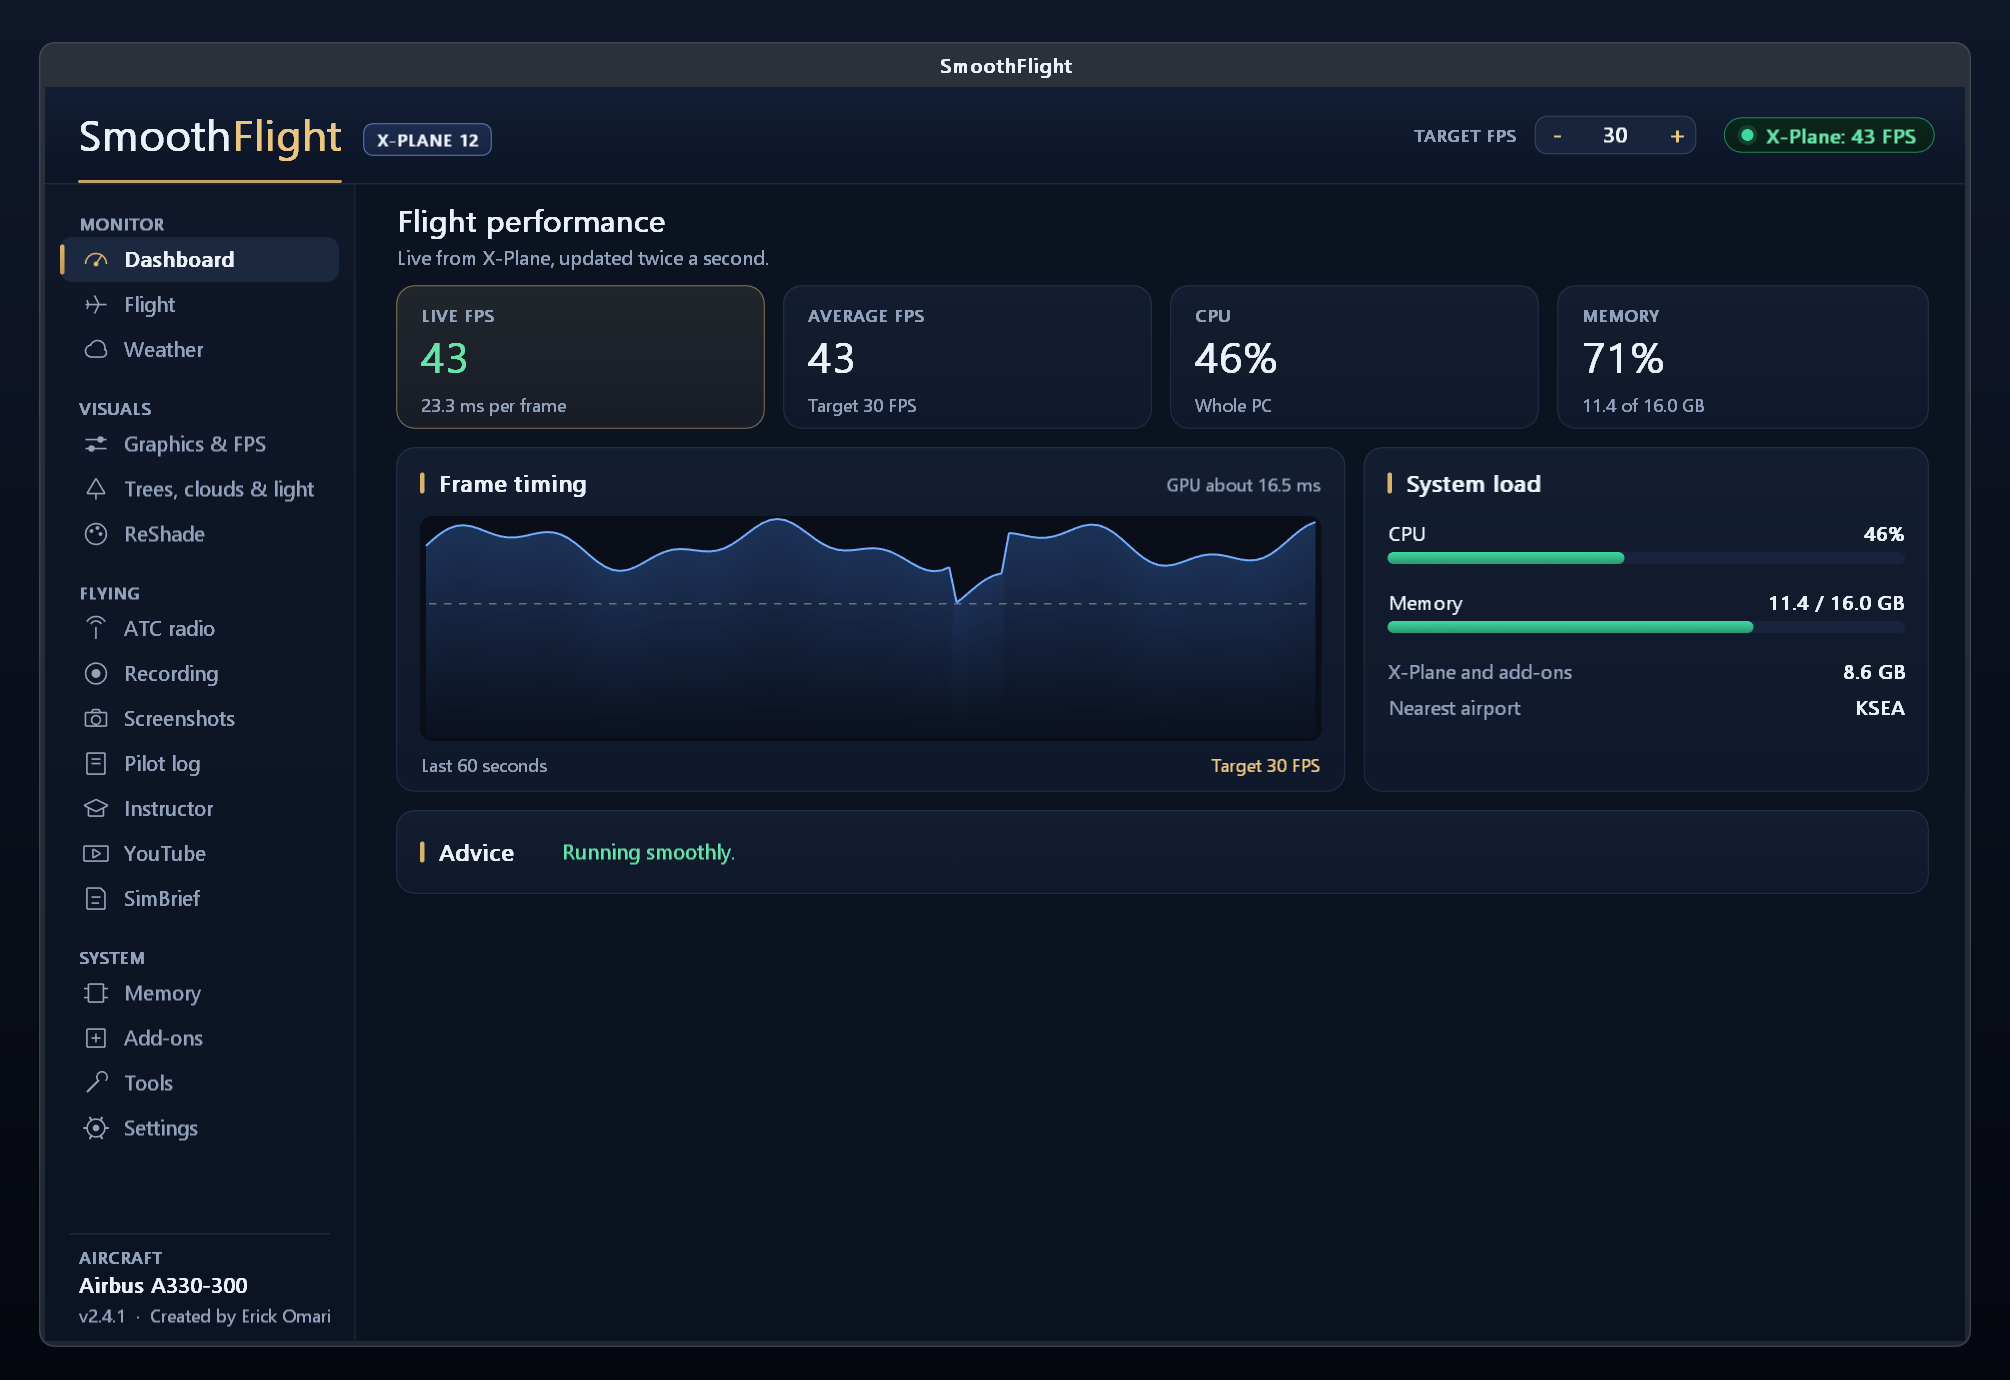 SmoothFlight
SmoothFlight X-PLANE 12
TARGET FPS - 30 + X-Plane: 43 FPS
MONITOR
Dashboard
Flight
Weather
VISUALS
Graphics & FPS
Trees, clouds & light
ReShade
FLYING
ATC radio
Recording
Screenshots
Pilot log
Instructor
YouTube
SimBrief
SYSTEM
Memory
Add-ons
Tools
Settings
AIRCRAFT
Airbus A330-300
v2.4.1 · Created by Erick Omari
Flight performance
Live from X-Plane, updated twice a second.
LIVE FPS
43
23.3 ms per frame
AVERAGE FPS
43
Target 30 FPS
CPU
46%
Whole PC
MEMORY
71%
11.4 of 16.0 GB
Frame timing
GPU about 16.5 ms
Last 60 seconds
Target 30 FPS
System load
CPU 46%
Memory 11.4 / 16.0 GB
X-Plane and add-ons 8.6 GB
Nearest airport KSEA
Advice Running smoothly.